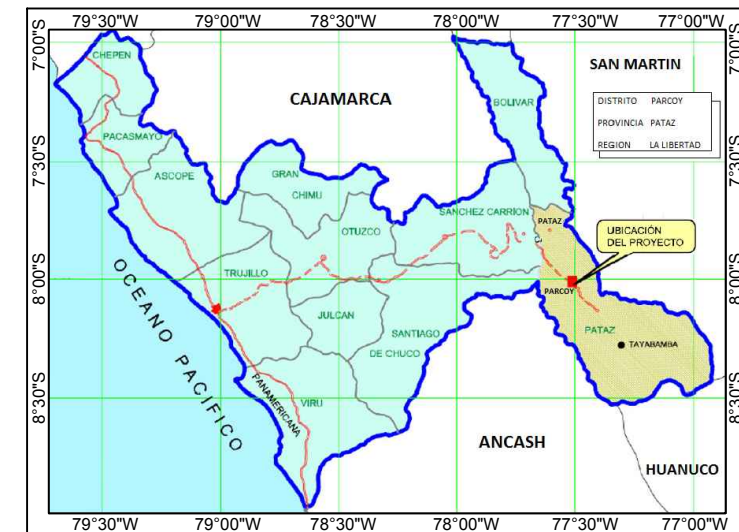 79°30'W 79°00'W 78°30'W 78°00'W 77°30'W 77°00'W
7°00'S
7°00'S
CHEPEN
SAN MARTIN
CAJAMARCA
BOLIVAR
DISTRITO PARCOY
PROVINCIA PATAZ
REGION LA LIBERTAD
PACASMAYO
7°30'S
7°30'S
ASCOPE
GRAN
CHIMU
SANCHEZ CARRION
PATAZ
OTUZCO
UBICACIÓN
DEL PROYECTO
TRUJILLO
8°00'S
8°00'S
PARCOY
OCEANO PACIFICO
JULCAN
SANTIAGO
DE CHUCO
PATAZ
TAYABAMBA
PANAMERICANA
VIRU
8°30'S
8°30'S
ANCASH
HUANUCO
79°30'W 79°00'W 78°30'W 78°00'W 77°30'W 77°00'W